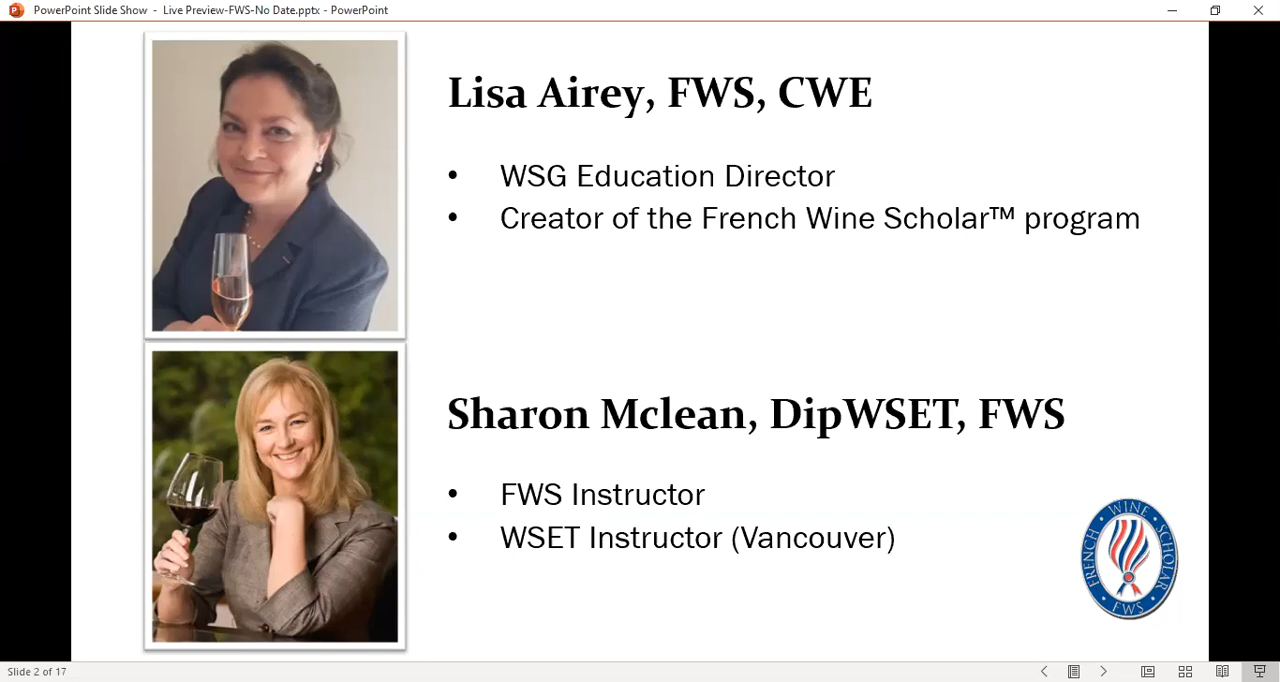 PowerPoint Slide Show - Live Preview-FWS-No Date.pptx - PowerPoint
Lisa Airey, FWS, CWE
• WSG Education Director
• Creator of the French Wine Scholar™ program
Sharon Mclean, DipWSET, FWS
• FWS Instructor
• WSET Instructor (Vancouver)
FRENCH • WINE • SCHOLAR
• FWS •
Slide 2 of 17